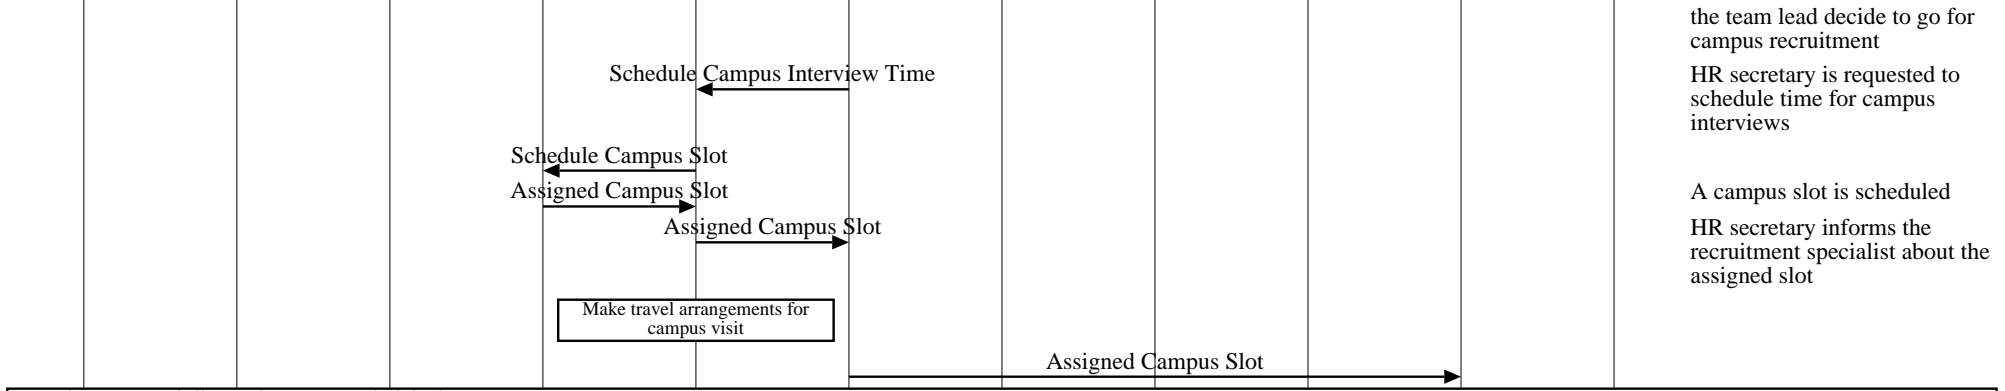 the team lead decide to go for
campus recruitment
Schedule Campus Interview Time
HR secretary is requested to
schedule time for campus
interviews
Schedule Campus Slot
Assigned Campus Slot
A campus slot is scheduled
Assigned Campus Slot
HR secretary informs the
recruitment specialist about the
assigned slot
Make travel arrangements for
campus visit
Assigned Campus Slot